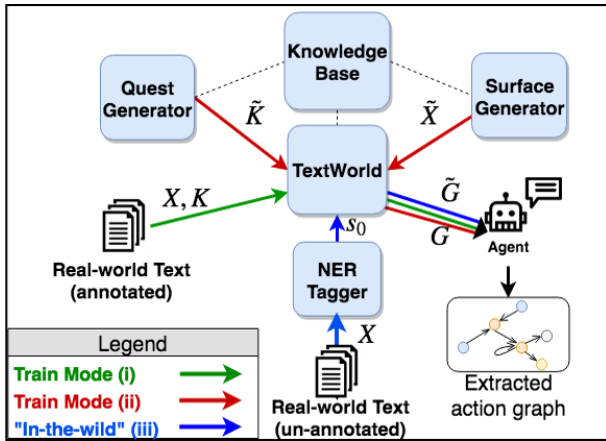 Knowledge
Base
Quest
Generator
Surface
Generator
K̃
X̃
TextWorld
X, K
G̃
G
Agent
s₀
Real-world Text
(annotated)
NER
Tagger
X
Legend
Train Mode (i)
Train Mode (ii)
"In-the-wild" (iii)
Real-world Text
(un-annotated)
Extracted
action graph